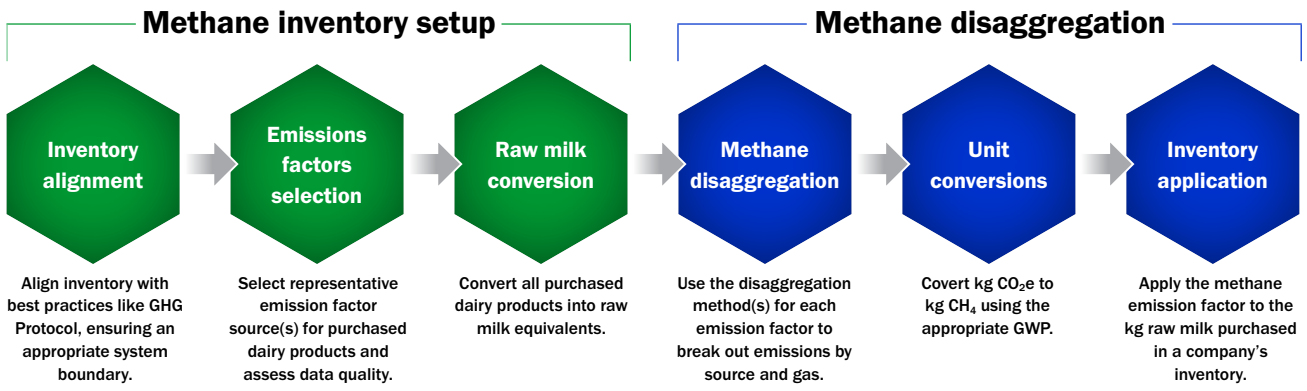 Methane inventory setup
Methane disaggregation
Inventory
alignment
Emissions
factors
selection
Raw milk
conversion
Methane
disaggregation
Unit
conversions
Inventory
application
Align inventory with
best practices like GHG
Protocol, ensuring an
appropriate system
boundary.
Select representative
emission factor
source(s) for purchased
dairy products and
assess data quality.
Convert all purchased
dairy products into raw
milk equivalents.
Use the disaggregation
method(s) for each
emission factor to
break out emissions by
source and gas.
Covert kg CO₂e to
kg CH₄ using the
appropriate GWP.
Apply the methane
emission factor to the
kg raw milk purchased
in a company’s
inventory.